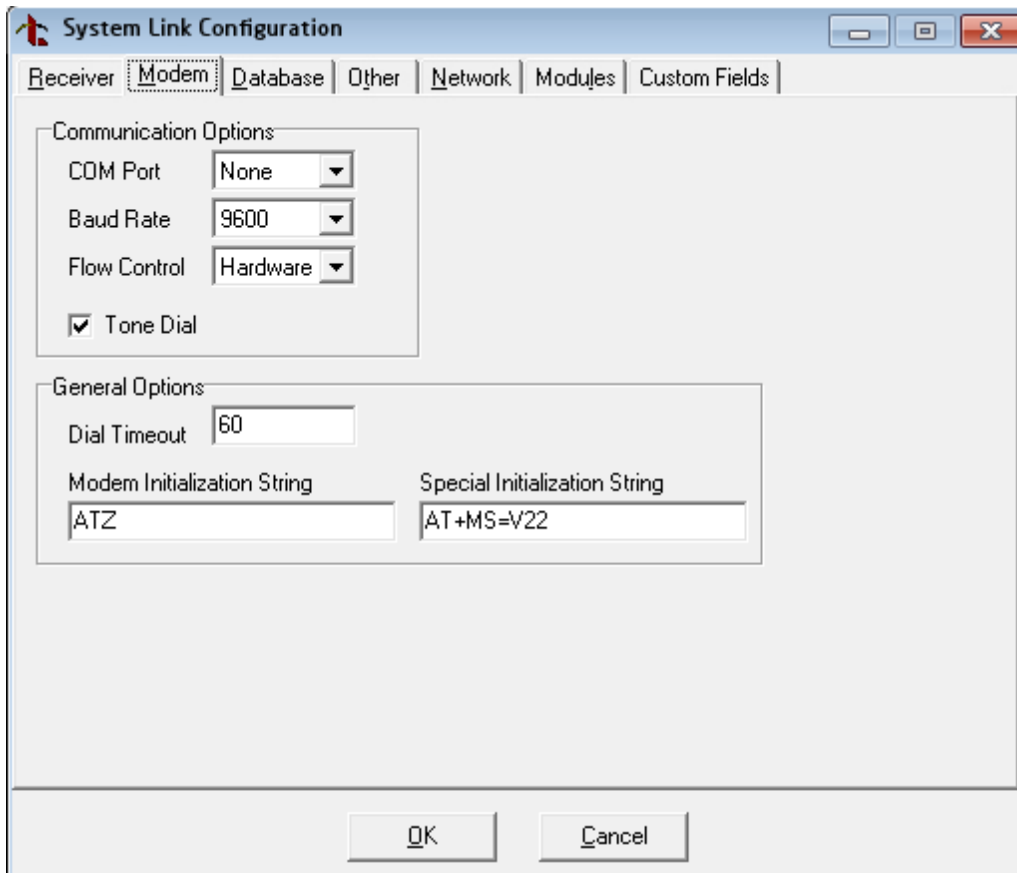 System Link Configuration
Receiver Modem Database Other Network Modules Custom Fields
Communication Options
COM Port None
Baud Rate 9600
Flow Control Hardware
Tone Dial
General Options
Dial Timeout 60
Modem Initialization String Special Initialization String
ATZ AT+MS=V22
OK Cancel